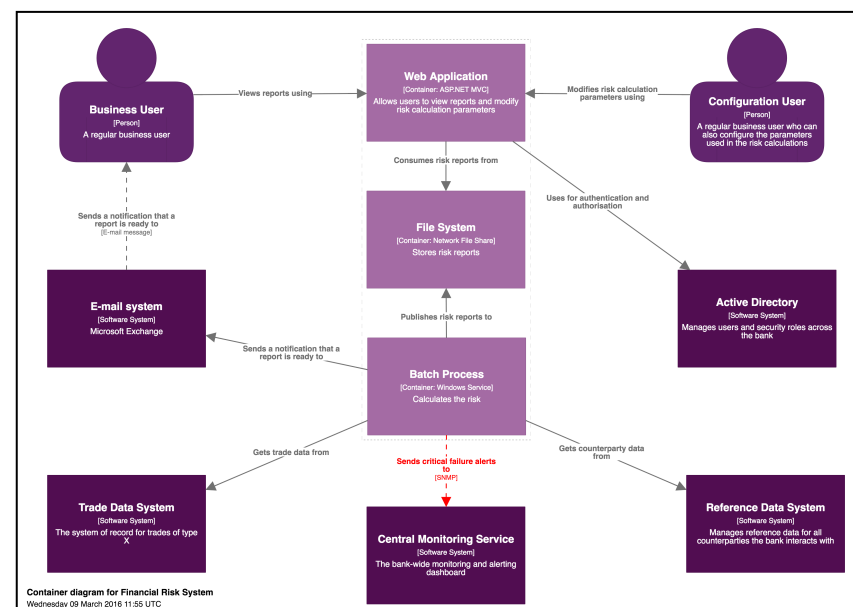 Web Application
[Container: ASP.NET MVC]
Allows users to view reports and modify
risk calculation parameters
Business User
[Person]
A regular business user
Views reports using
Modifies risk calculation
parameters using
Configuration User
[Person]
A regular business user who can
also configure the parameters
used in the risk calculations
Consumes risk reports from
Uses for authentication and
authorisation
Sends a notification that a
report is ready to
[E-mail message]
File System
[Container: Network File Share]
Stores risk reports
E-mail system
[Software System]
Microsoft Exchange
Active Directory
[Software System]
Manages users and security roles across
the bank
Publishes risk reports to
Sends a notification that a
report is ready to
Batch Process
[Container: Windows Service]
Calculates the risk
Gets trade data from
Sends critical failure alerts
to
[SNMP]
Gets counterparty data
from
Trade Data System
[Software System]
The system of record for trades of type
X
Central Monitoring Service
[Software System]
The bank-wide monitoring and alerting
dashboard
Reference Data System
[Software System]
Manages reference data for all
counterparties the bank interacts with
Container diagram for Financial Risk System
Wednesday 09 March 2016 11:55 UTC